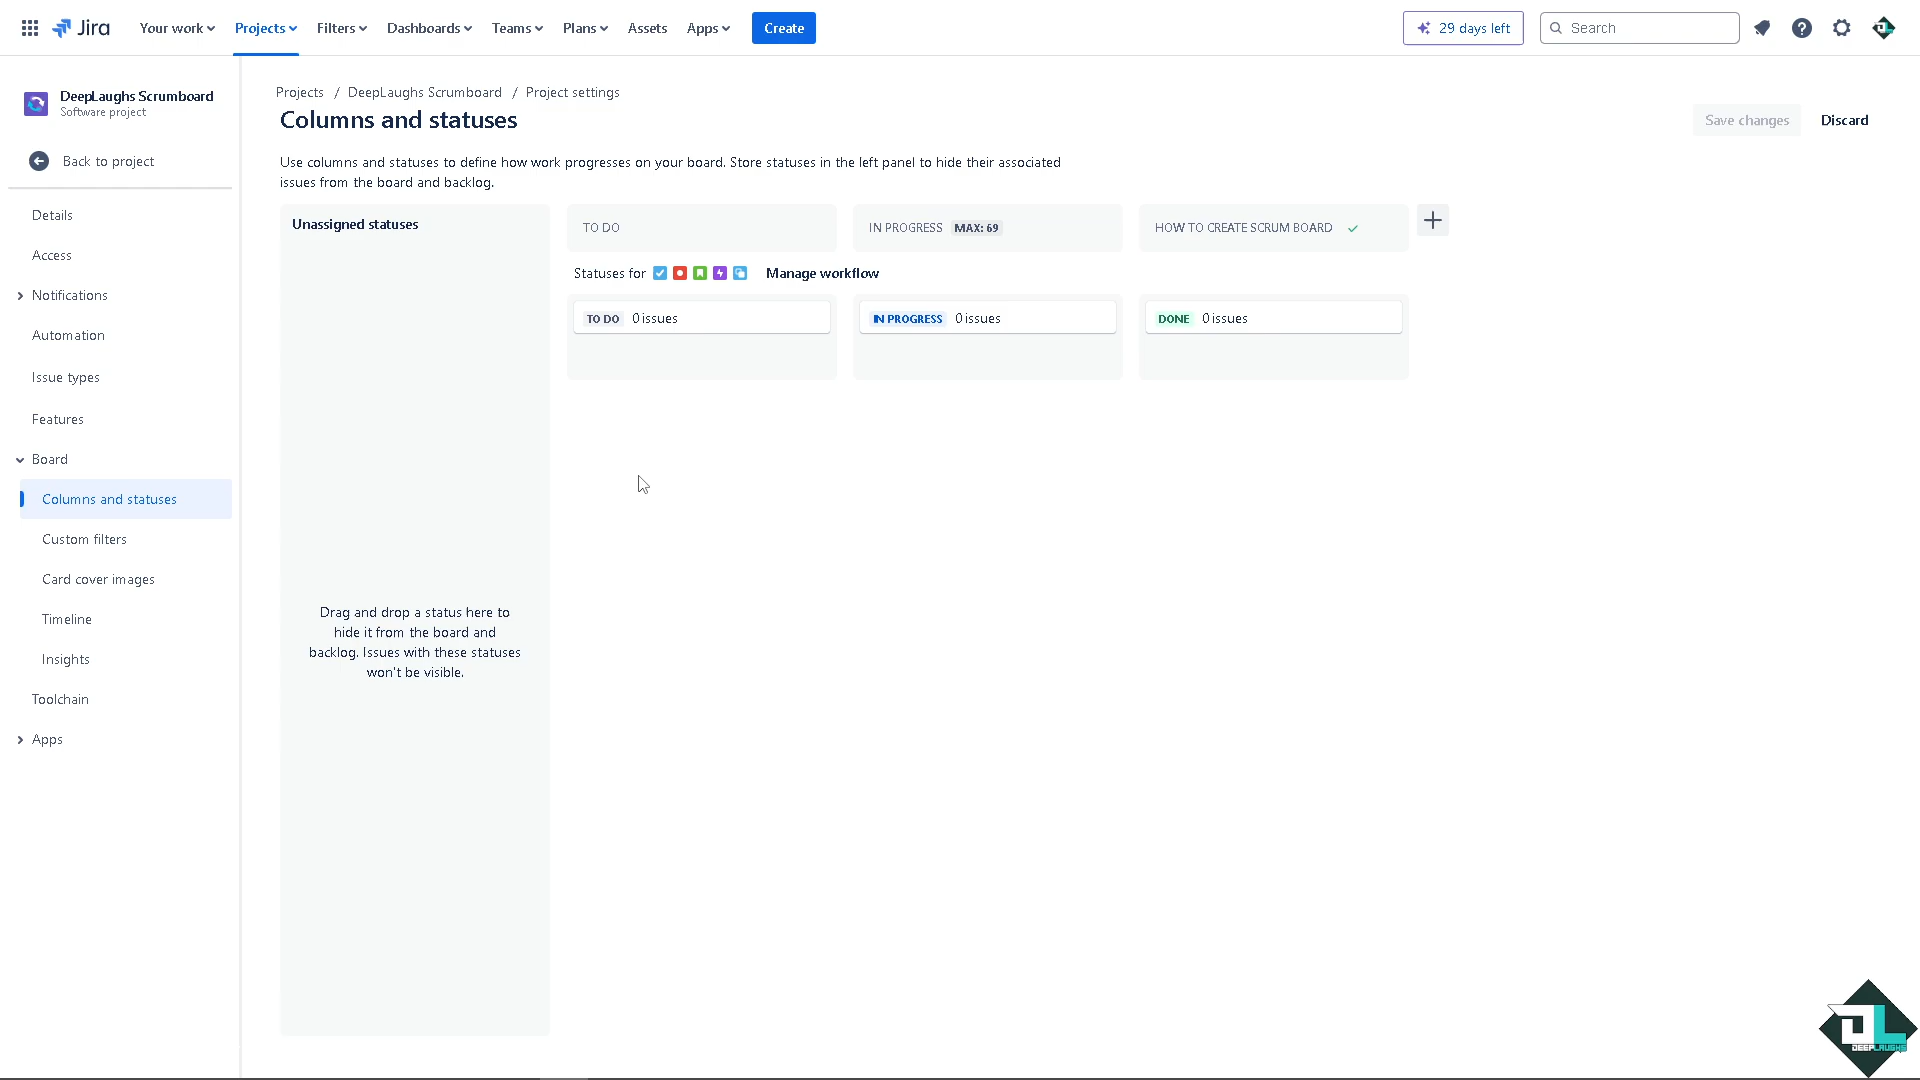 Jira
Your work
Projects
Filters
Dashboards
Teams
Plans
Assets
Apps
Create
29 days left
Search
DeepLaughs Scrumboard
Software project
Back to project
Details
Access
Notifications
Automation
Issue types
Features
Board
Columns and statuses
Custom filters
Card cover images
Timeline
Insights
Toolchain
Apps
Projects / DeepLaughs Scrumboard / Project settings
Columns and statuses
Save changes
Discard
Use columns and statuses to define how work progresses on your board. Store statuses in the left panel to hide their associated
issues from the board and backlog.
Unassigned statuses
Drag and drop a status here to
hide it from the board and
backlog. Issues with these statuses
won't be visible.
TO DO
IN PROGRESS MAX: 69
HOW TO CREATE SCRUM BOARD
Statuses for
Manage workflow
TO DO 0 issues
IN PROGRESS 0 issues
DONE 0 issues
DL
DEEPLAUGHS